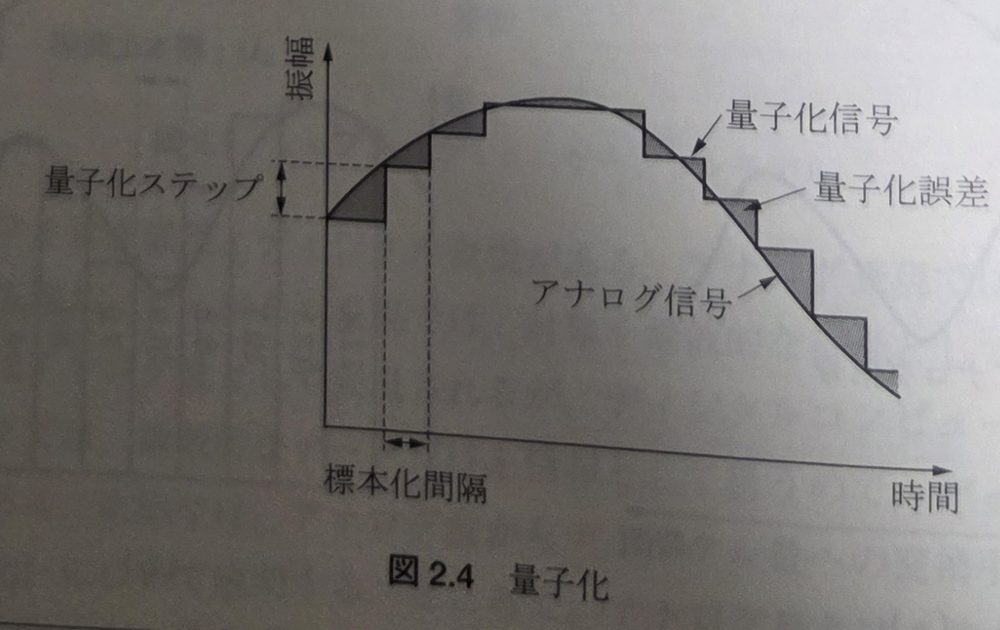 振幅
量子化信号
量子化ステップ
量子化誤差
アナログ信号
標本化間隔
時間
図 2.4 量子化